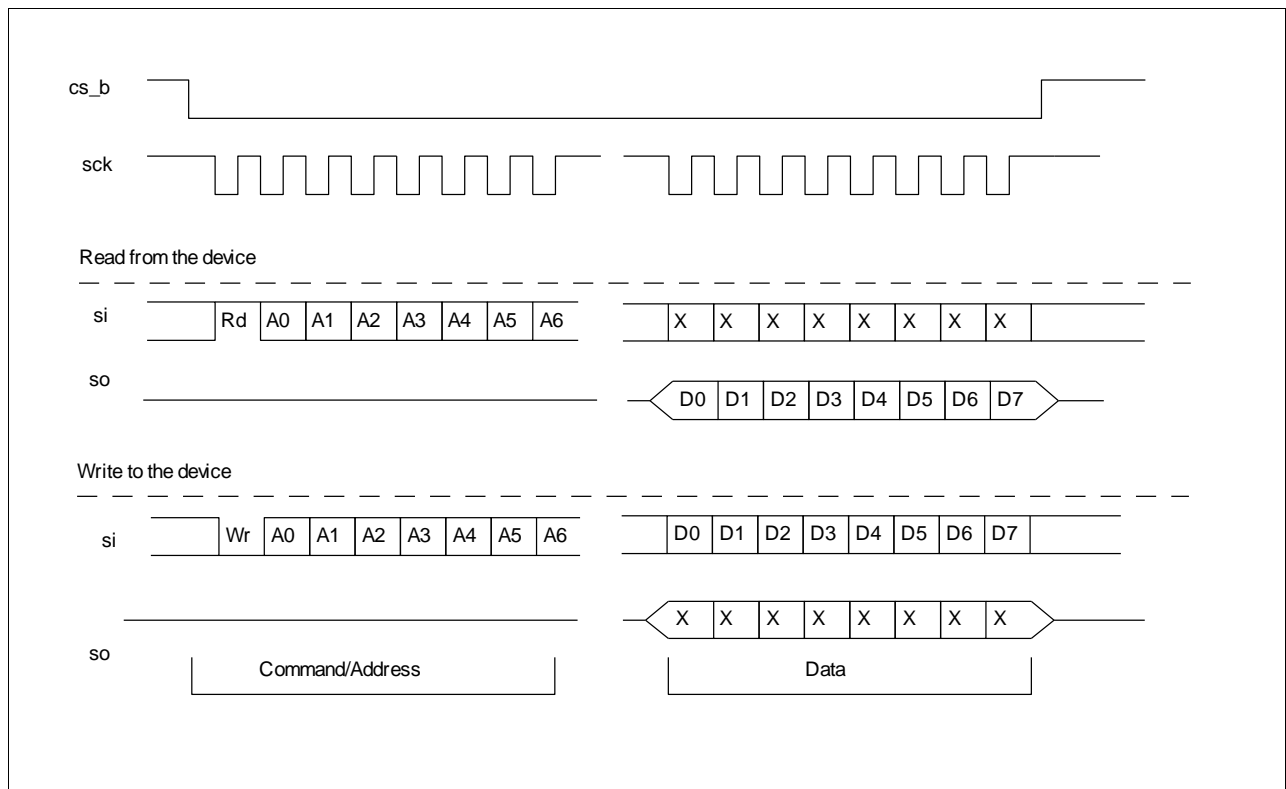 cs_b
sck
Read from the device
si Rd A0 A1 A2 A3 A4 A5 A6 X X X X X X X X
so D0 D1 D2 D3 D4 D5 D6 D7
Write to the device
si Wr A0 A1 A2 A3 A4 A5 A6 D0 D1 D2 D3 D4 D5 D6 D7
X X X X X X X X
so
Command/Address Data